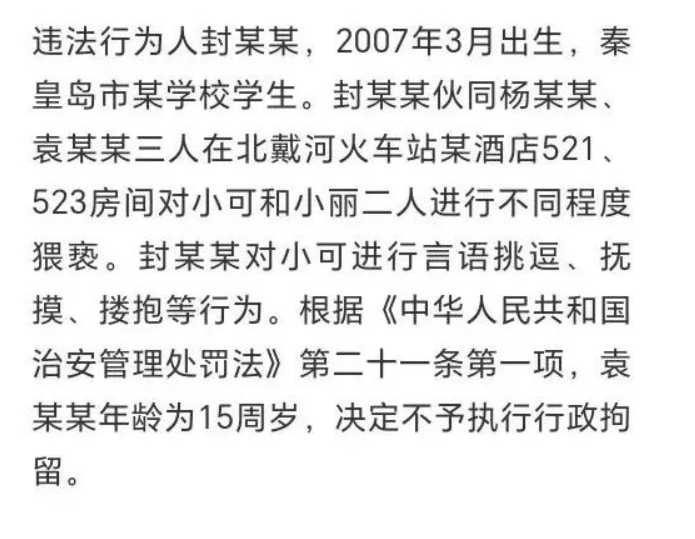 违法行为人封某某，2007年3月出生，秦
皇岛市某学校学生。封某某伙同杨某某、
袁某某三人在北戴河火车站某酒店521、
523房间对小可和小丽二人进行不同程度
猥亵。封某某对小可进行言语挑逗、抚
摸、搂抱等行为。根据《中华人民共和国
治安管理处罚法》第二十一条第一项，袁
某某年龄为15周岁，决定不予执行行政拘
留。